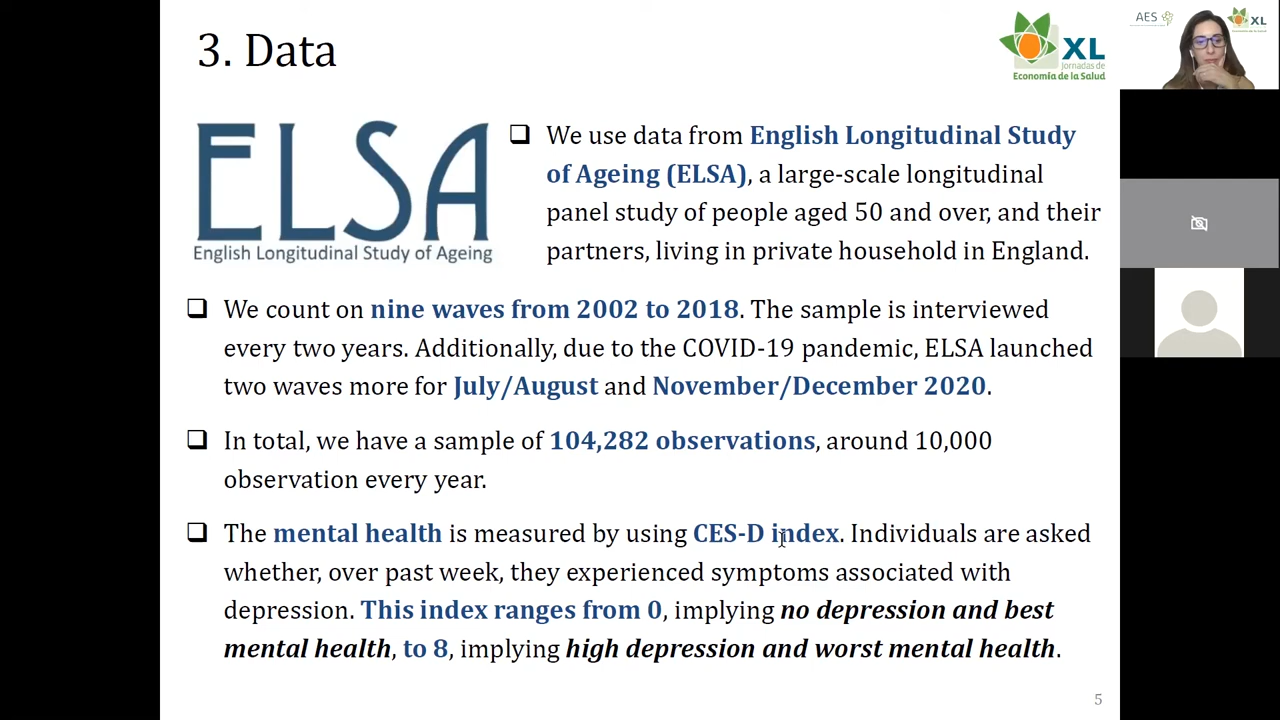 3. Data
XL
Jornadas de
Economía de la Salud
AES
XL
ELSA
English Longitudinal Study of Ageing
❑ We use data from English Longitudinal Study
of Ageing (ELSA), a large-scale longitudinal
panel study of people aged 50 and over, and their
partners, living in private household in England.
❑ We count on nine waves from 2002 to 2018. The sample is interviewed
every two years. Additionally, due to the COVID-19 pandemic, ELSA launched
two waves more for July/August and November/December 2020.
❑ In total, we have a sample of 104,282 observations, around 10,000
observation every year.
❑ The mental health is measured by using CES-D index. Individuals are asked
whether, over past week, they experienced symptoms associated with
depression. This index ranges from 0, implying no depression and best
mental health, to 8, implying high depression and worst mental health.
5